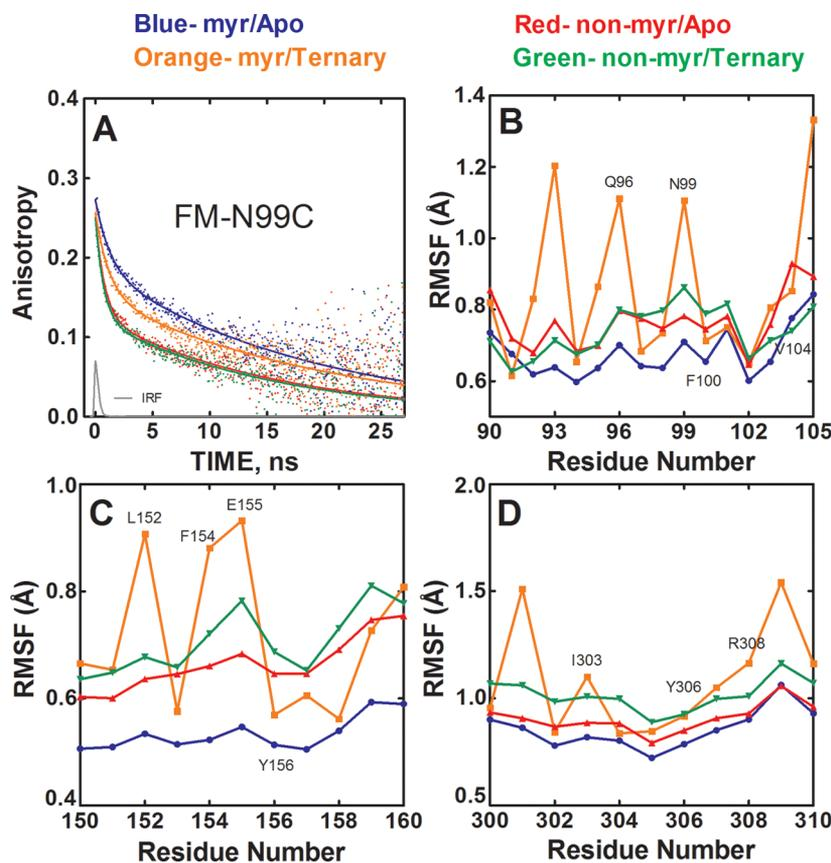 Blue- myr/Apo
Orange- myr/Ternary
Red- non-myr/Apo
Green- non-myr/Ternary
A
FM-N99C
IRF
Anisotropy
0.4
0.3
0.2
0.1
0.0
0 5 10 15 20 25
TIME, ns
B
Q96
N99
F100
V104
RMSF (Å)
1.4
1.2
1.0
0.8
0.6
90 93 96 99 102 105
Residue Number
C
L152
F154
E155
Y156
RMSF (Å)
1.0
0.8
0.6
0.4
150 152 154 156 158 160
Residue Number
D
I303
Y306
R308
RMSF (Å)
2.0
1.5
1.0
0.5
300 302 304 306 308 310
Residue Number